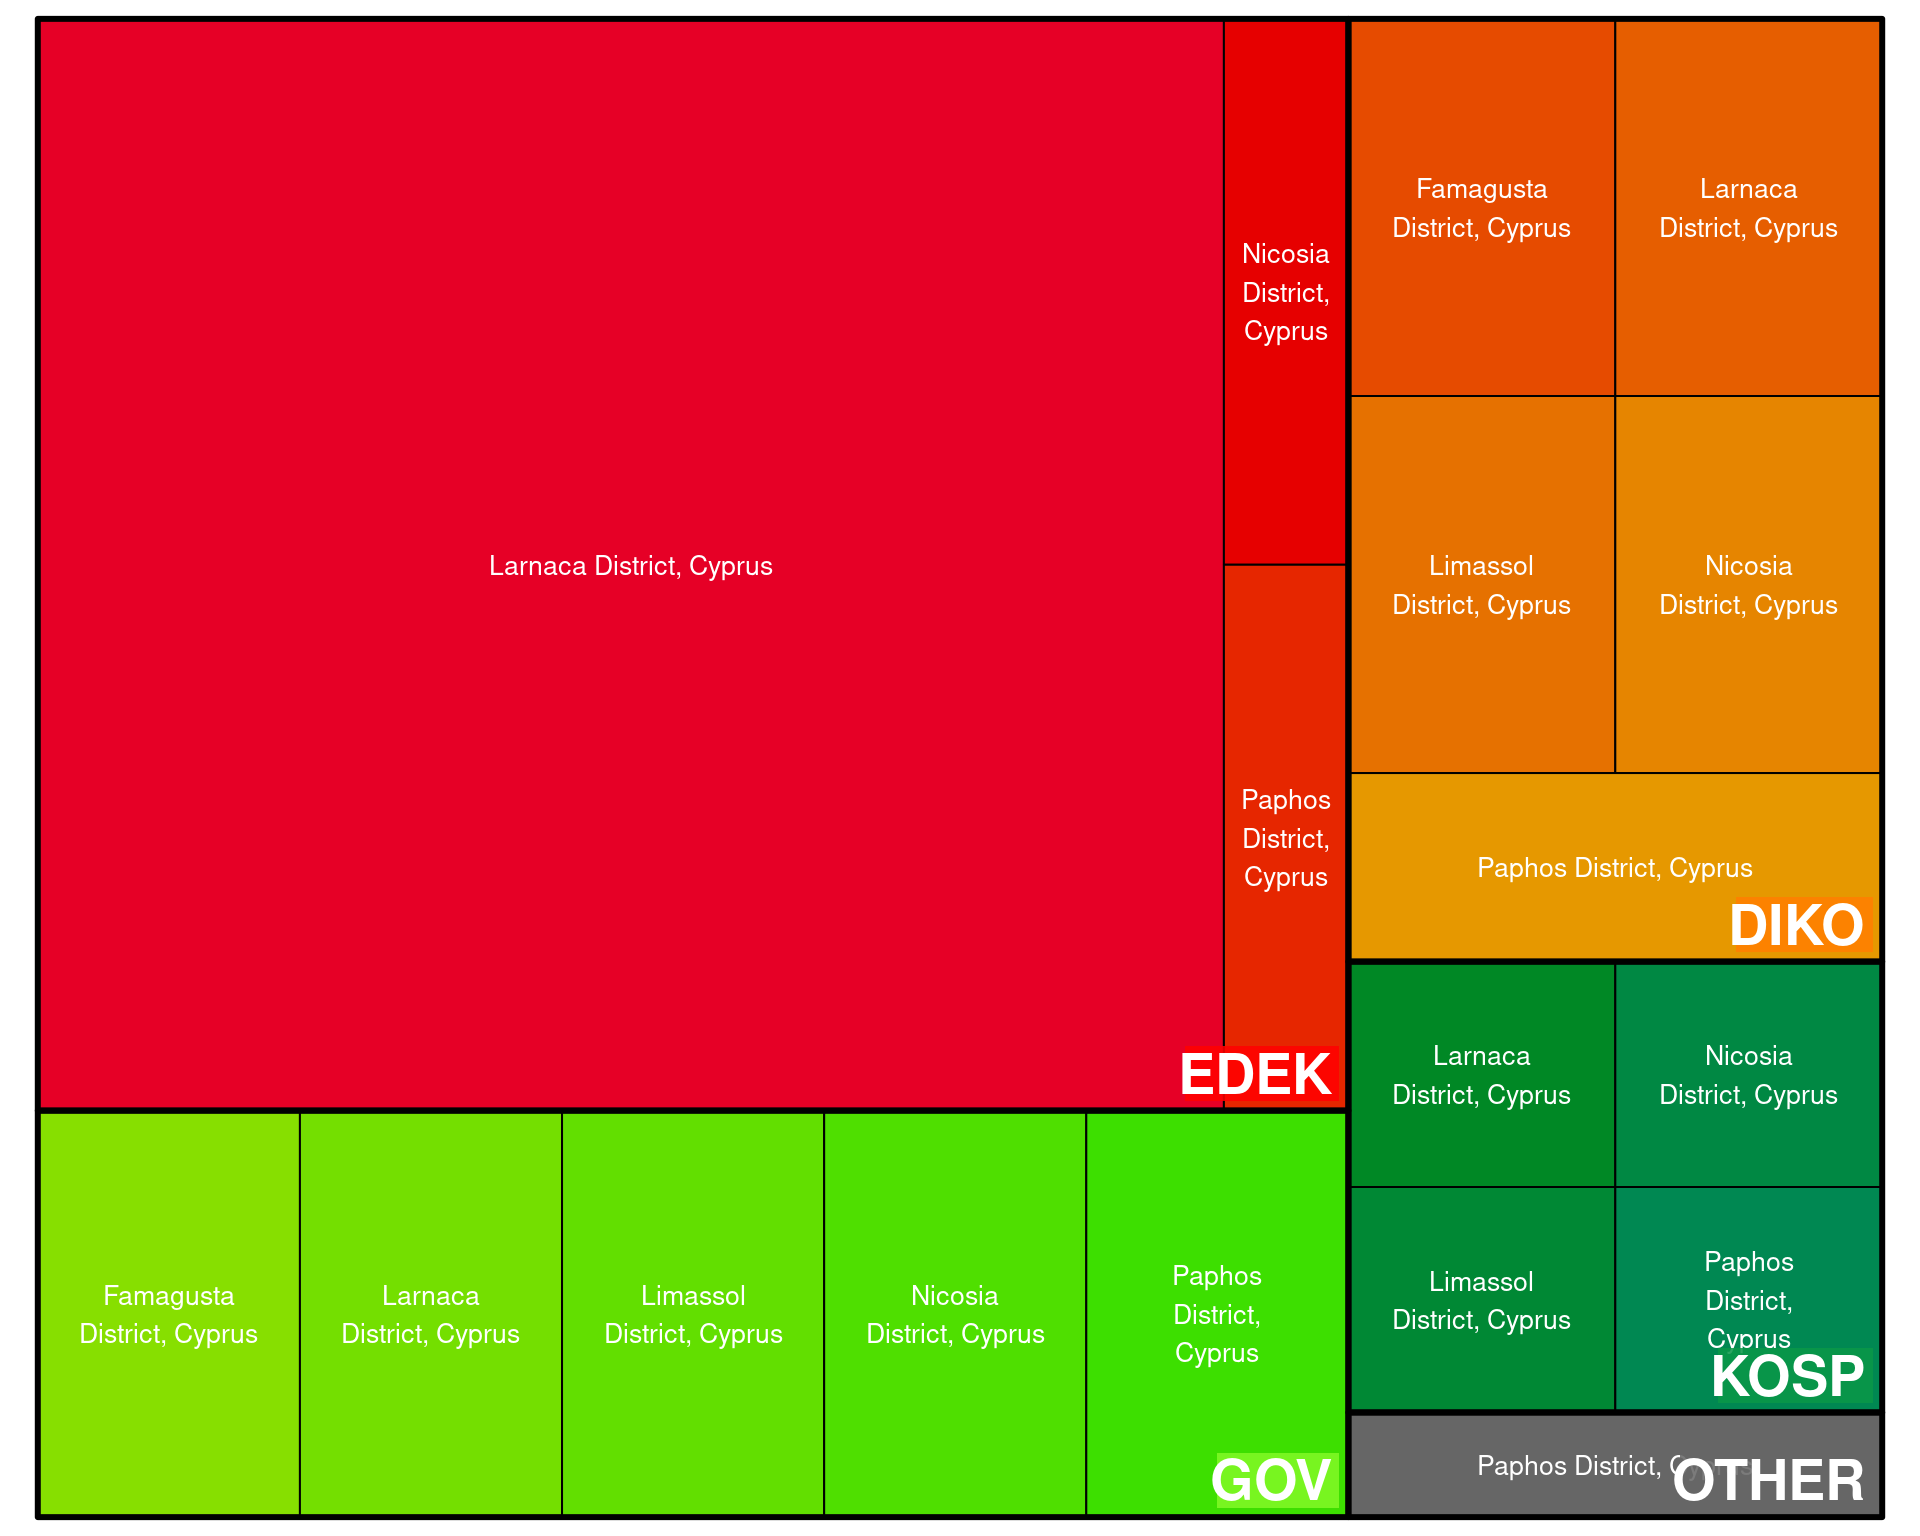 Larnaca District, Cyprus
Nicosia
District,
Cyprus
Paphos
District,
Cyprus
EDEK
Famagusta
District, Cyprus
Larnaca
District, Cyprus
Limassol
District, Cyprus
Nicosia
District, Cyprus
Paphos District, Cyprus
DIKO
Famagusta
District, Cyprus
Larnaca
District, Cyprus
Limassol
District, Cyprus
Nicosia
District, Cyprus
Paphos
District,
Cyprus
GOV
Larnaca
District, Cyprus
Nicosia
District, Cyprus
Limassol
District, Cyprus
Paphos
District,
Cyprus
KOSP
Paphos District, Cyprus
OTHER